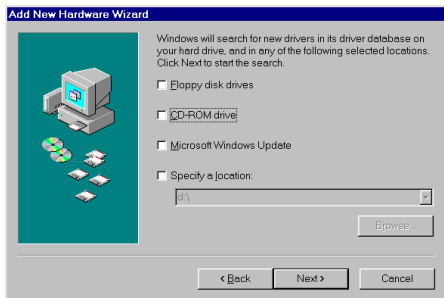 Add New Hardware Wizard
Windows will search for new drivers in its driver database on
your hard drive, and in any of the following selected locations.
Click Next to start the search.
Floppy disk drives
CD-ROM drive
Microsoft Windows Update
Specify a location:
d:\
Browse...
< Back
Next >
Cancel